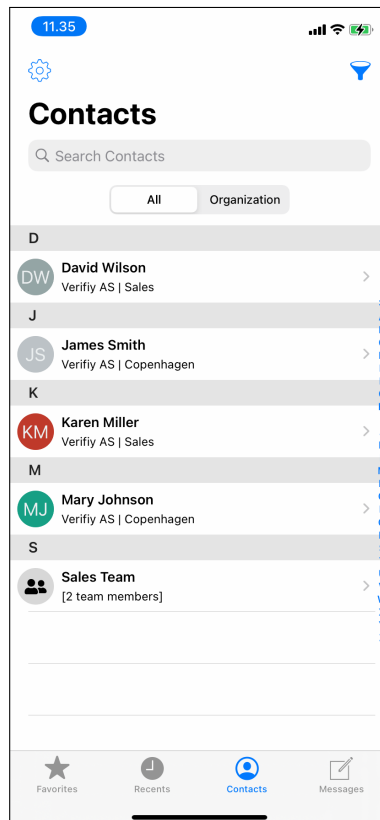 11.35
Contacts
Search Contacts
All Organization
D
DW David Wilson
Verifiy AS | Sales
J
JS James Smith
Verifiy AS | Copenhagen
K
KM Karen Miller
Verifiy AS | Sales
M
MJ Mary Johnson
Verifiy AS | Copenhagen
S
Sales Team
[2 team members]
Favorites Recents Contacts Messages